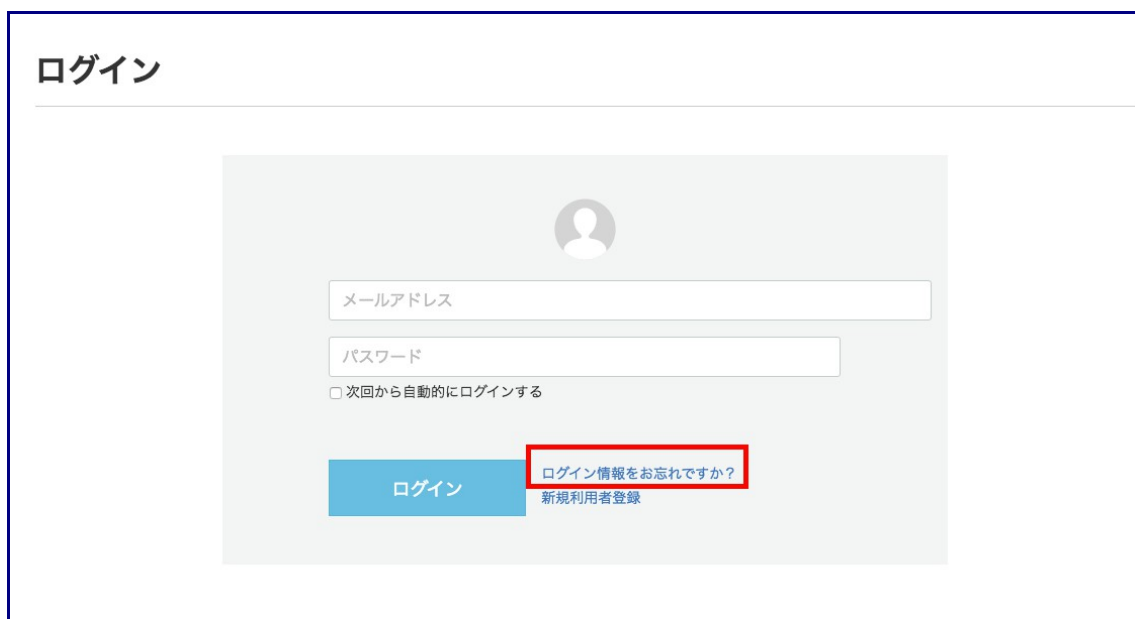 ログイン
メールアドレス
パスワード
次回から自動的にログインする
ログイン
ログイン情報をお忘れですか？
新規利用者登録